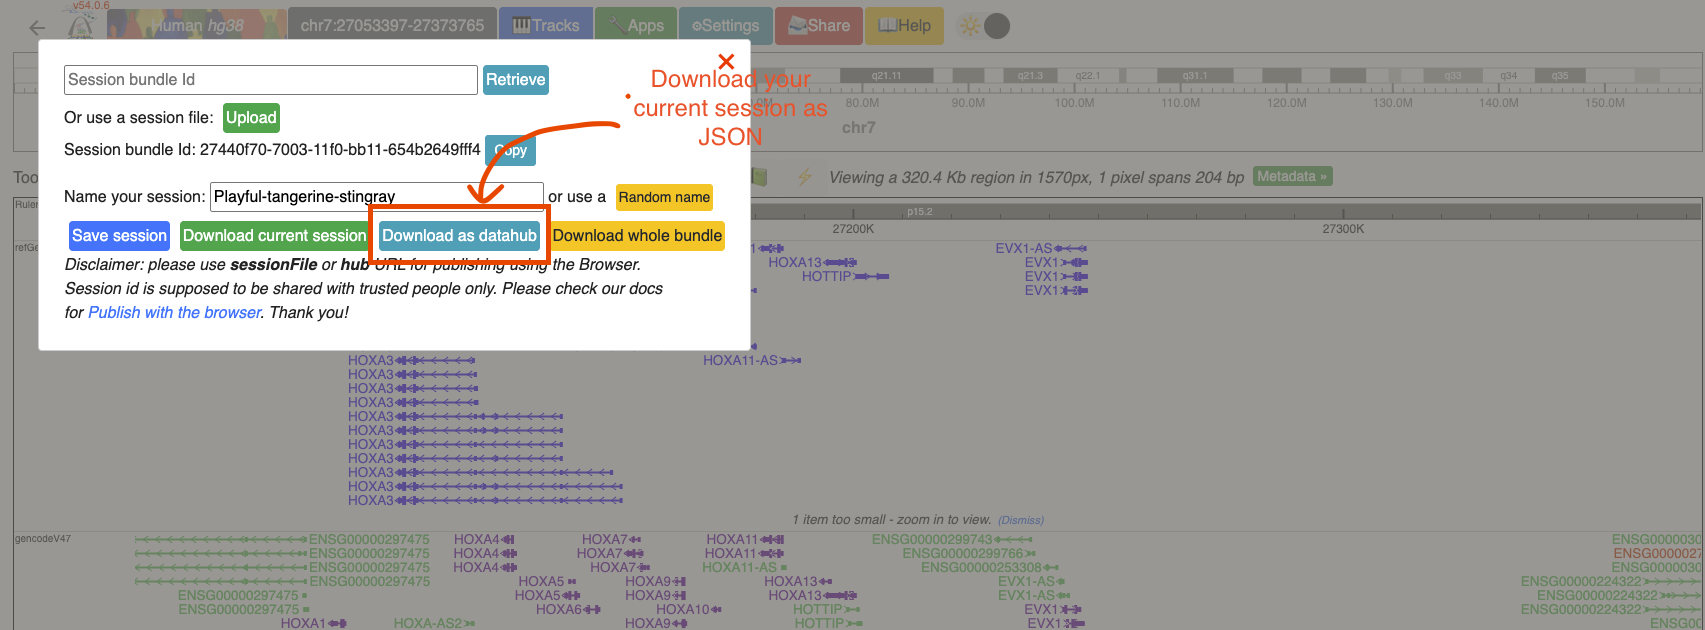 v54.0.6
Human hg38
chr7:27053397-27373765
Tracks
Apps
Settings
Share
Help
Session bundle Id
Retrieve
Download your
current session as
JSON
Or use a session file:
Upload
Session bundle Id: 27440f70-7003-11f0-bb11-654b2649fff4
Copy
Name your session:
Playful-tangerine-stingray
or use a
Random name
Save session
Download current session
Download as datahub
Download whole bundle
Disclaimer: please use sessionFile or hub URL for publishing using the Browser.
Session id is supposed to be shared with trusted people only. Please check our docs
for Publish with the browser. Thank you!
q21.11
q21.3
q22.1
q31.1
q33
q34
q35
80.0M
90.0M
100.0M
110.0M
120.0M
130.0M
140.0M
150.0M
chr7
Viewing a 320.4 Kb region in 1570px, 1 pixel spans 204 bp
Metadata »
Ruler
p15.2
27200K
27300K
EVX1-AS
HOXA13
EVX1
HOTTIP
EVX1
EVX1
HOXA3
HOXA11-AS
HOXA3
HOXA3
HOXA3
HOXA3
HOXA3
HOXA3
HOXA3
HOXA3
HOXA3
HOXA3
1 item too small - zoom in to view. (Dismiss)
gencodeV47
ENSG00000297475
HOXA4
HOXA7
HOXA11
ENSG00000299743
ENSG00000297475
HOXA4
HOXA7
HOXA11
ENSG00000299766
ENSG00000297475
HOXA4
HOXA7
HOXA11-AS
ENSG00000253308
ENSG00000297475
HOXA5
HOXA9
HOXA13
EVX1-AS
ENSG00000224322
ENSG00000297475
HOXA5
HOXA9
HOXA13
EVX1-AS
ENSG00000224322
ENSG00000297475
HOXA6
HOXA10
HOTTIP
EVX1
ENSG00000224322
HOXA1
HOXA-AS2
HOXA9
HOTTIP
EVX1